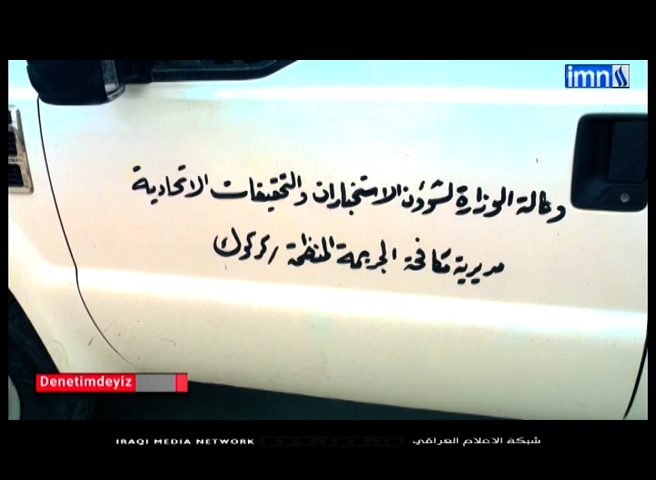 imn
وكالة الوزارة لشؤون الاستخبارات والتحقيقات الاتحادية
مديرية مكافحة الجريمة المنظمة / كركوك
Denetimdeyiz
IRAQI MEDIA NETWORK
شبكة الاعلام العراقي